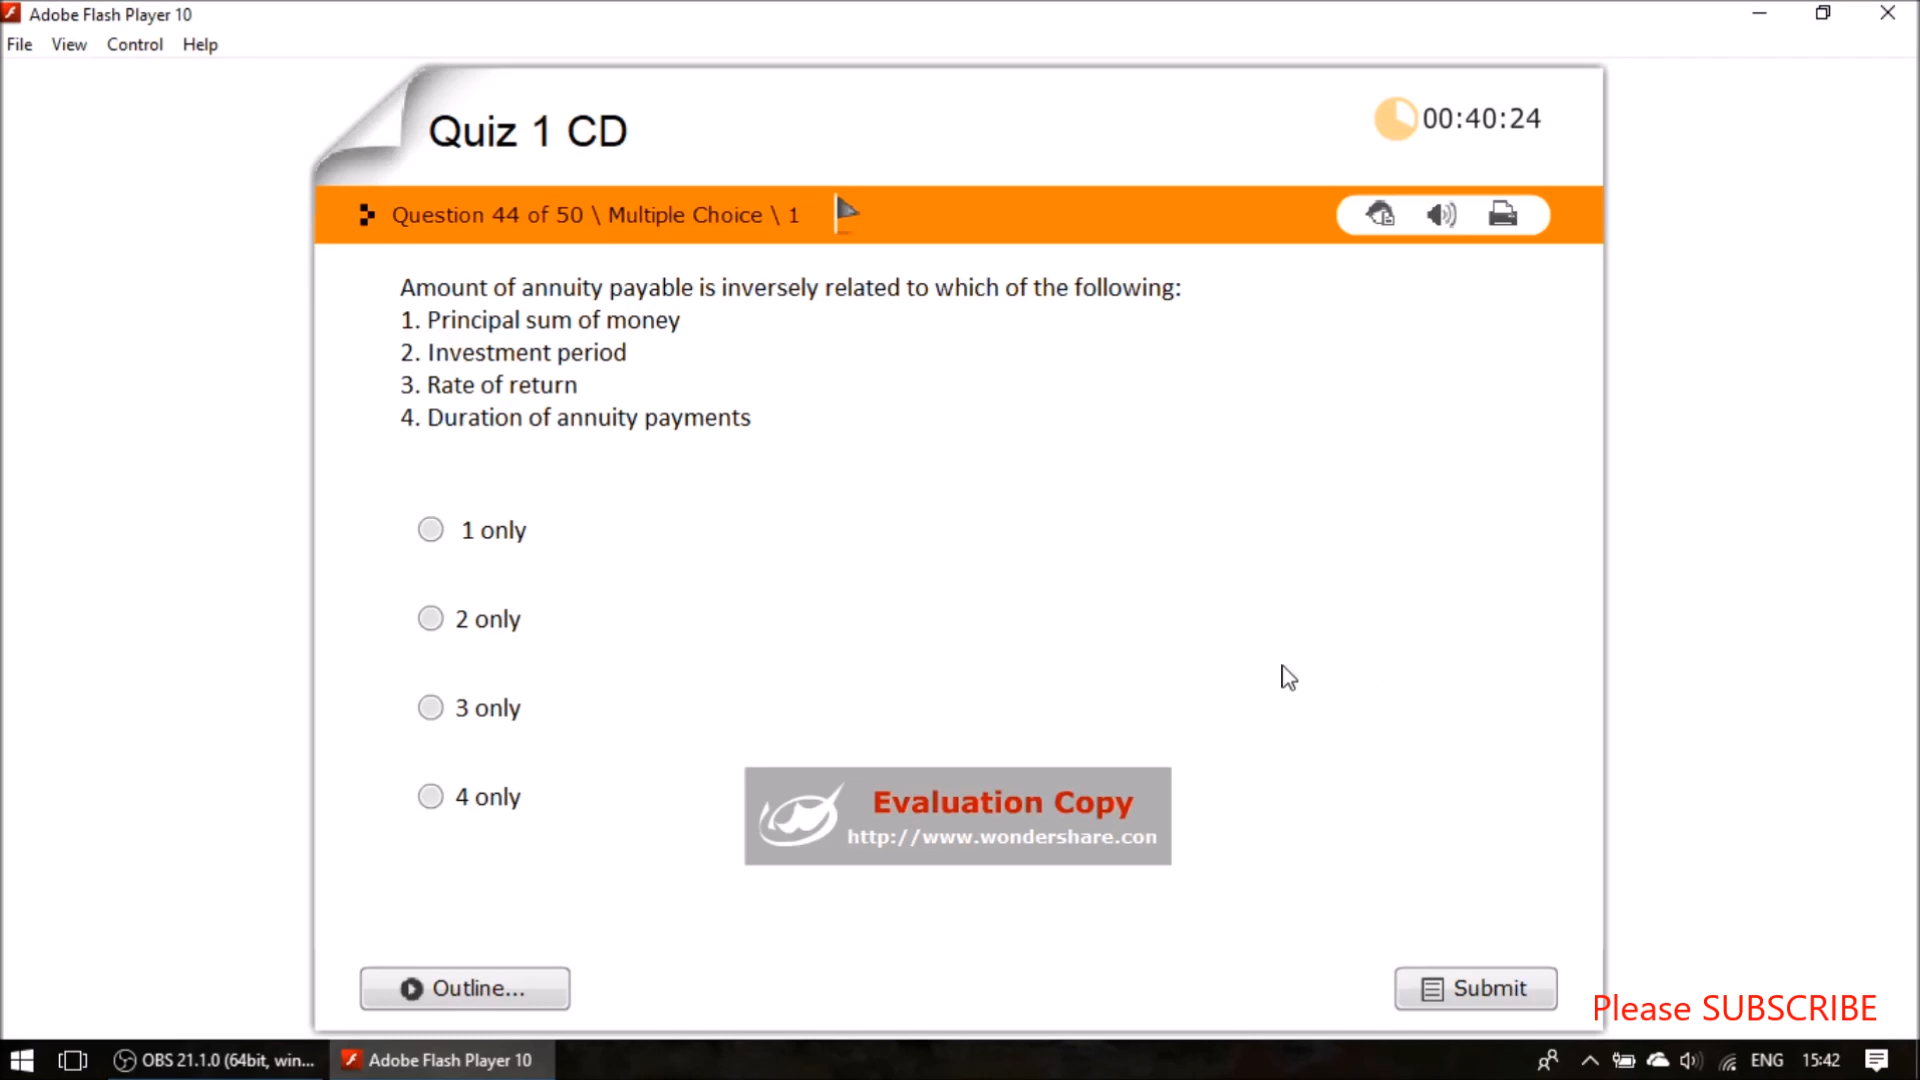 Adobe Flash Player 10
File View Control Help
Quiz 1 CD
00:40:24
Question 44 of 50 \ Multiple Choice \ 1
Amount of annuity payable is inversely related to which of the following:
1. Principal sum of money
2. Investment period
3. Rate of return
4. Duration of annuity payments
1 only
2 only
3 only
4 only
Evaluation Copy
http://www.wondershare.con
Outline...
Submit
Please SUBSCRIBE
OBS 21.1.0 (64bit, win...
Adobe Flash Player 10
ENG
15:42